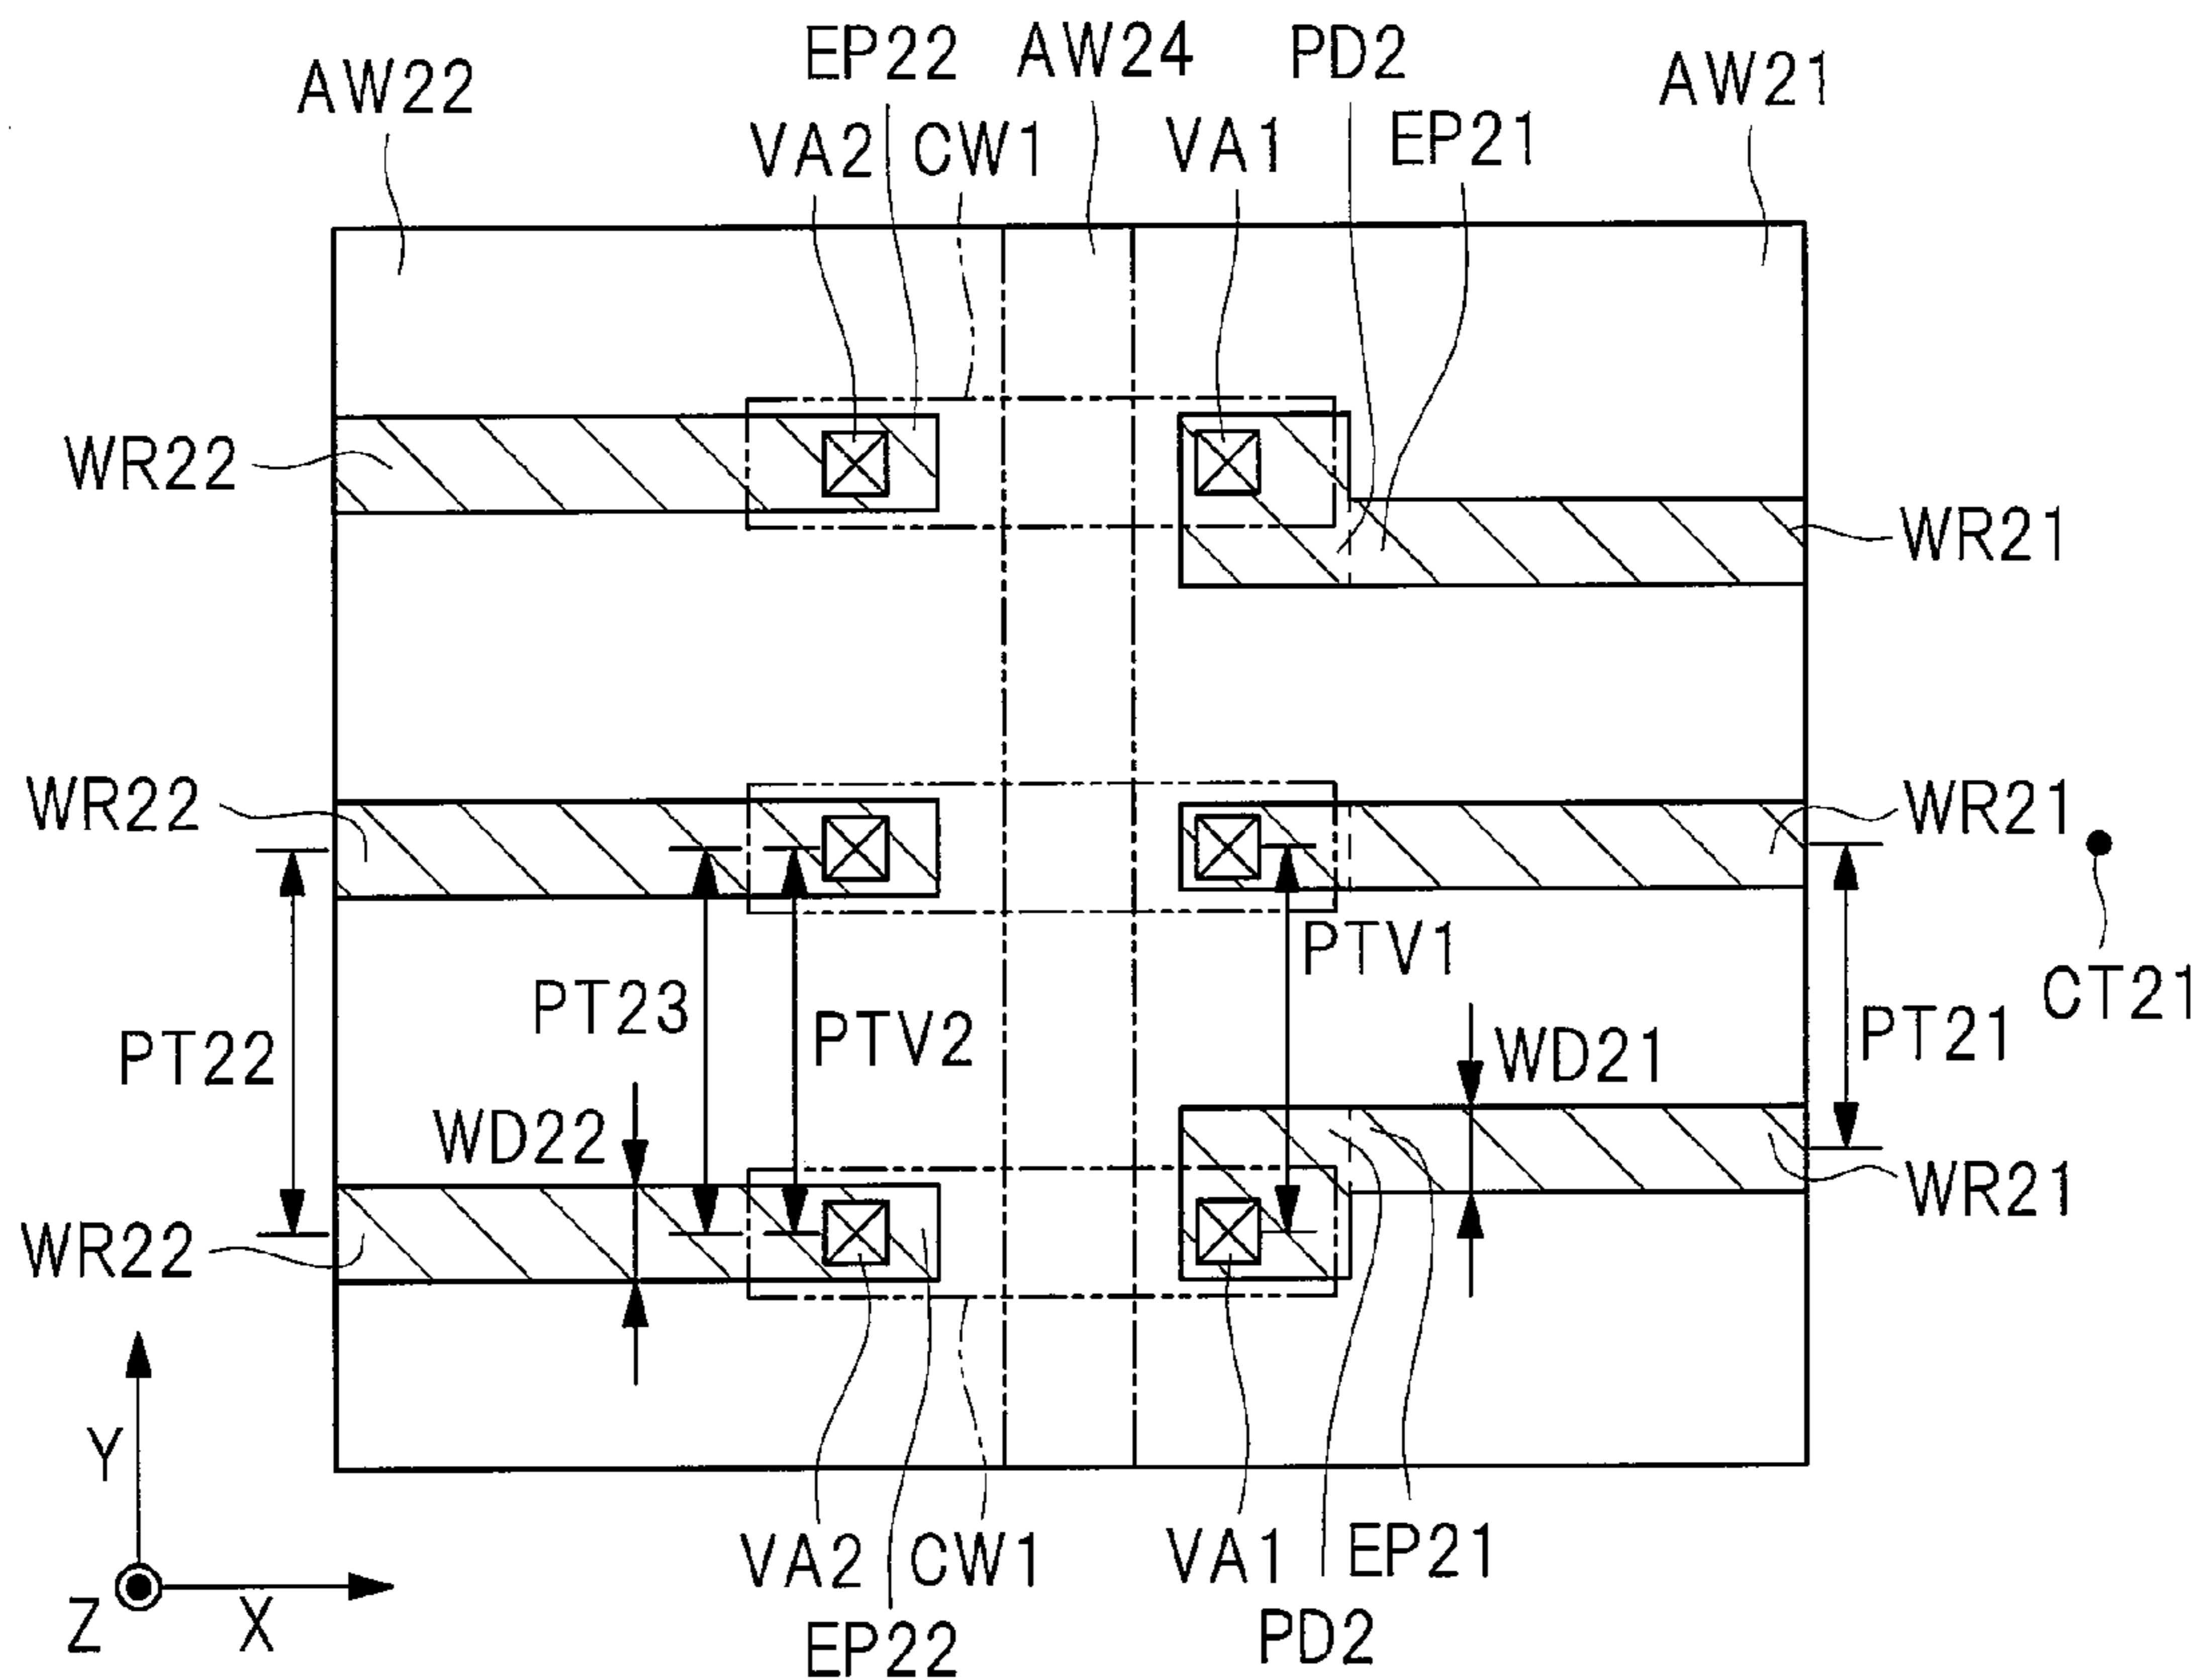 EP22 AW24 PD2
AW22 AW21
VA2 CW1 VA1 EP21
WR22
WR21
WR22 WR21
PTV1
PT23 CT21
PT22 PTV2 WD21 PT21
WD22
WR22 WR21
Y
VA2 CW1 VA1 EP21
Z X EP22 PD2